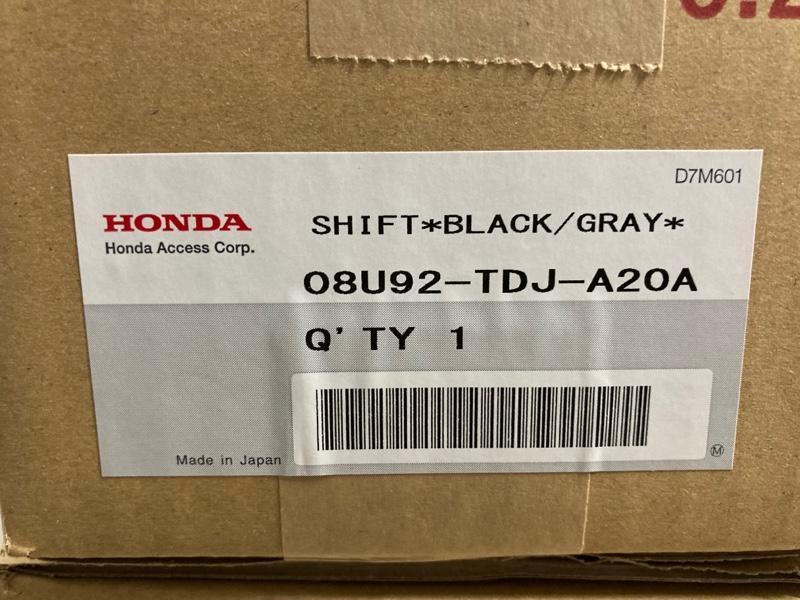 D7M601
HONDA
Honda Access Corp.
SHIFT*BLACK/GRAY*
08U92-TDJ-A20A
Q'TY 1
Made in Japan
M